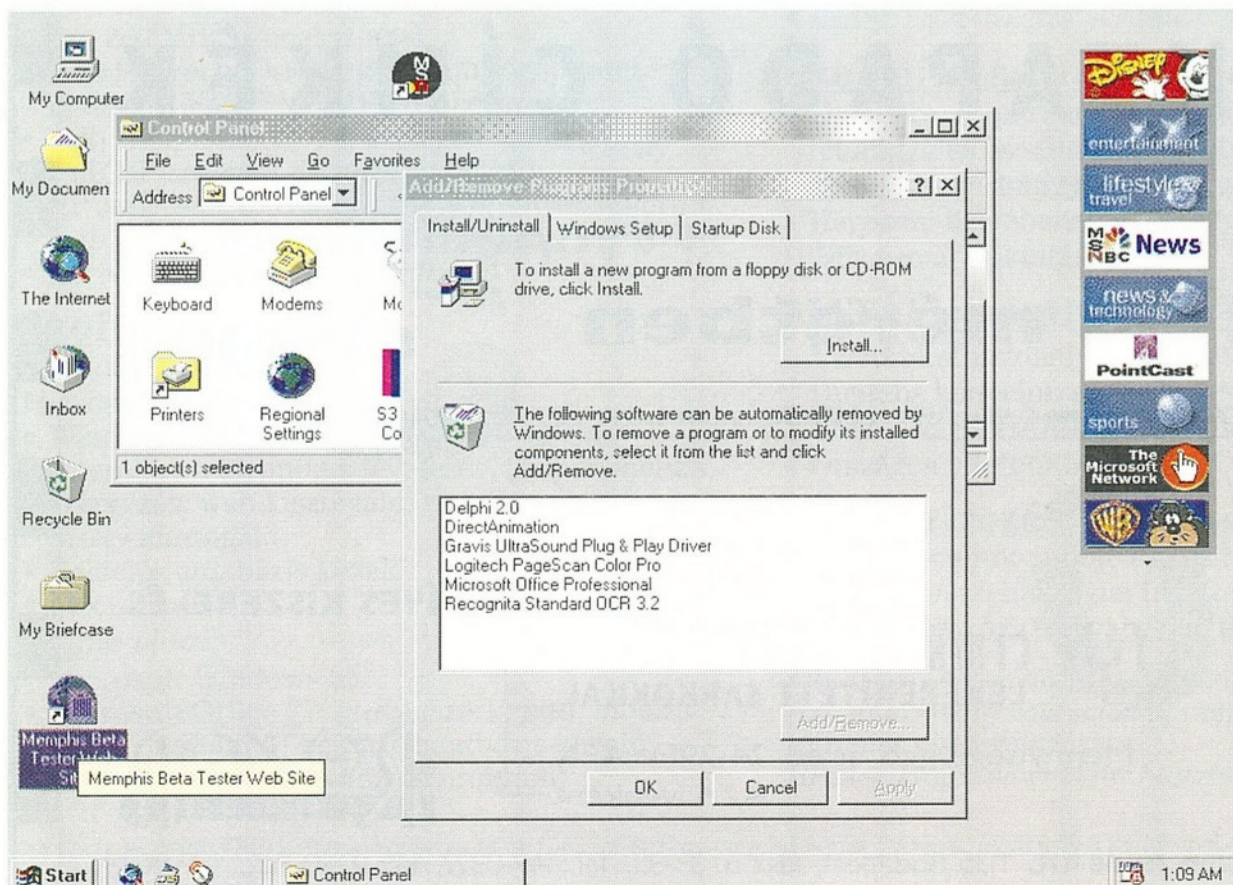 My Computer
My Documen
The Internet
Inbox
Recycle Bin
My Briefcase
Memphis Beta
Tester Web
Sit
Memphis Beta Tester Web Site
MSN
Control Panel
File Edit View Go Favorites Help
Address Control Panel
Keyboard
Modems
Mo
Printers
Regional
Settings
S3
Co
1 object(s) selected
Add/Remove Programs Properties
Install/Uninstall Windows Setup Startup Disk
To install a new program from a floppy disk or CD-ROM
drive, click Install.
Install...
The following software can be automatically removed by
Windows. To remove a program or to modify its installed
components, select it from the list and click
Add/Remove.
Delphi 2.0
DirectAnimation
Gravis UltraSound Plug & Play Driver
Logitech PageScan Color Pro
Microsoft Office Professional
Recognita Standard OCR 3.2
Add/Remove...
OK Cancel Apply
DISNEP
entertainment
lifestyle &
travel
MSNBC News
news &
technology
PointCast
sports
The
Microsoft
Network
WB
Start
Control Panel
1:09 AM